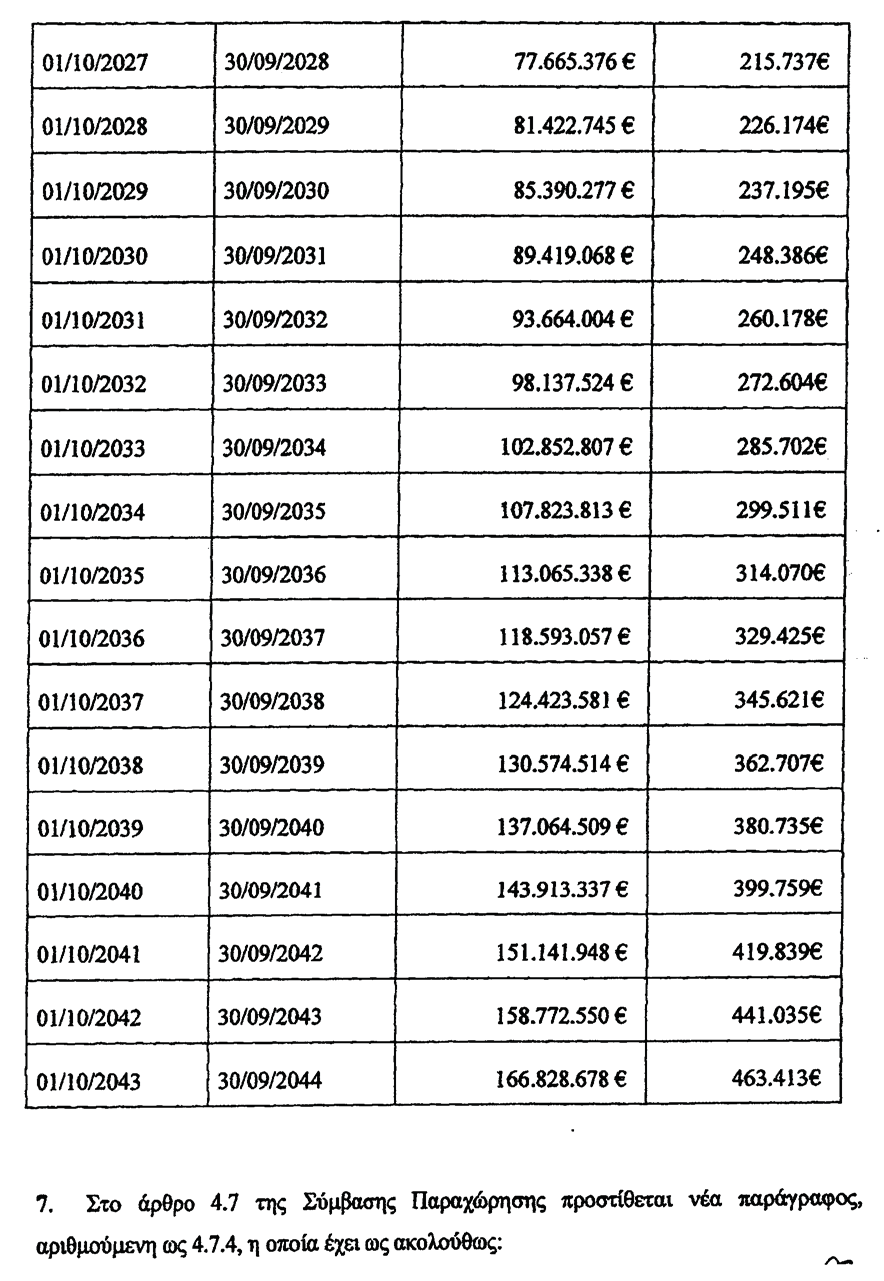 01/10/2027 30/09/2028 77.665.376 € 215.737€
01/10/2028 30/09/2029 81.422.745 € 226.174€
01/10/2029 30/09/2030 85.390.277 € 237.195€
01/10/2030 30/09/2031 89.419.068 € 248.386€
01/10/2031 30/09/2032 93.664.004 € 260.178€
01/10/2032 30/09/2033 98.137.524 € 272.604€
01/10/2033 30/09/2034 102.852.807 € 285.702€
01/10/2034 30/09/2035 107.823.813 € 299.511€
01/10/2035 30/09/2036 113.065.338 € 314.070€
01/10/2036 30/09/2037 118.593.057 € 329.425€
01/10/2037 30/09/2038 124.423.581 € 345.621€
01/10/2038 30/09/2039 130.574.514 € 362.707€
01/10/2039 30/09/2040 137.064.509 € 380.735€
01/10/2040 30/09/2041 143.913.337 € 399.759€
01/10/2041 30/09/2042 151.141.948 € 419.839€
01/10/2042 30/09/2043 158.772.550 € 441.035€
01/10/2043 30/09/2044 166.828.678 € 463.413€
7. Στο άρθρο 4.7 της Σύμβασης Παραχώρησης προστίθεται νέα παράγραφος,
αριθμούμενη ως 4.7.4, η οποία έχει ως ακολούθως: